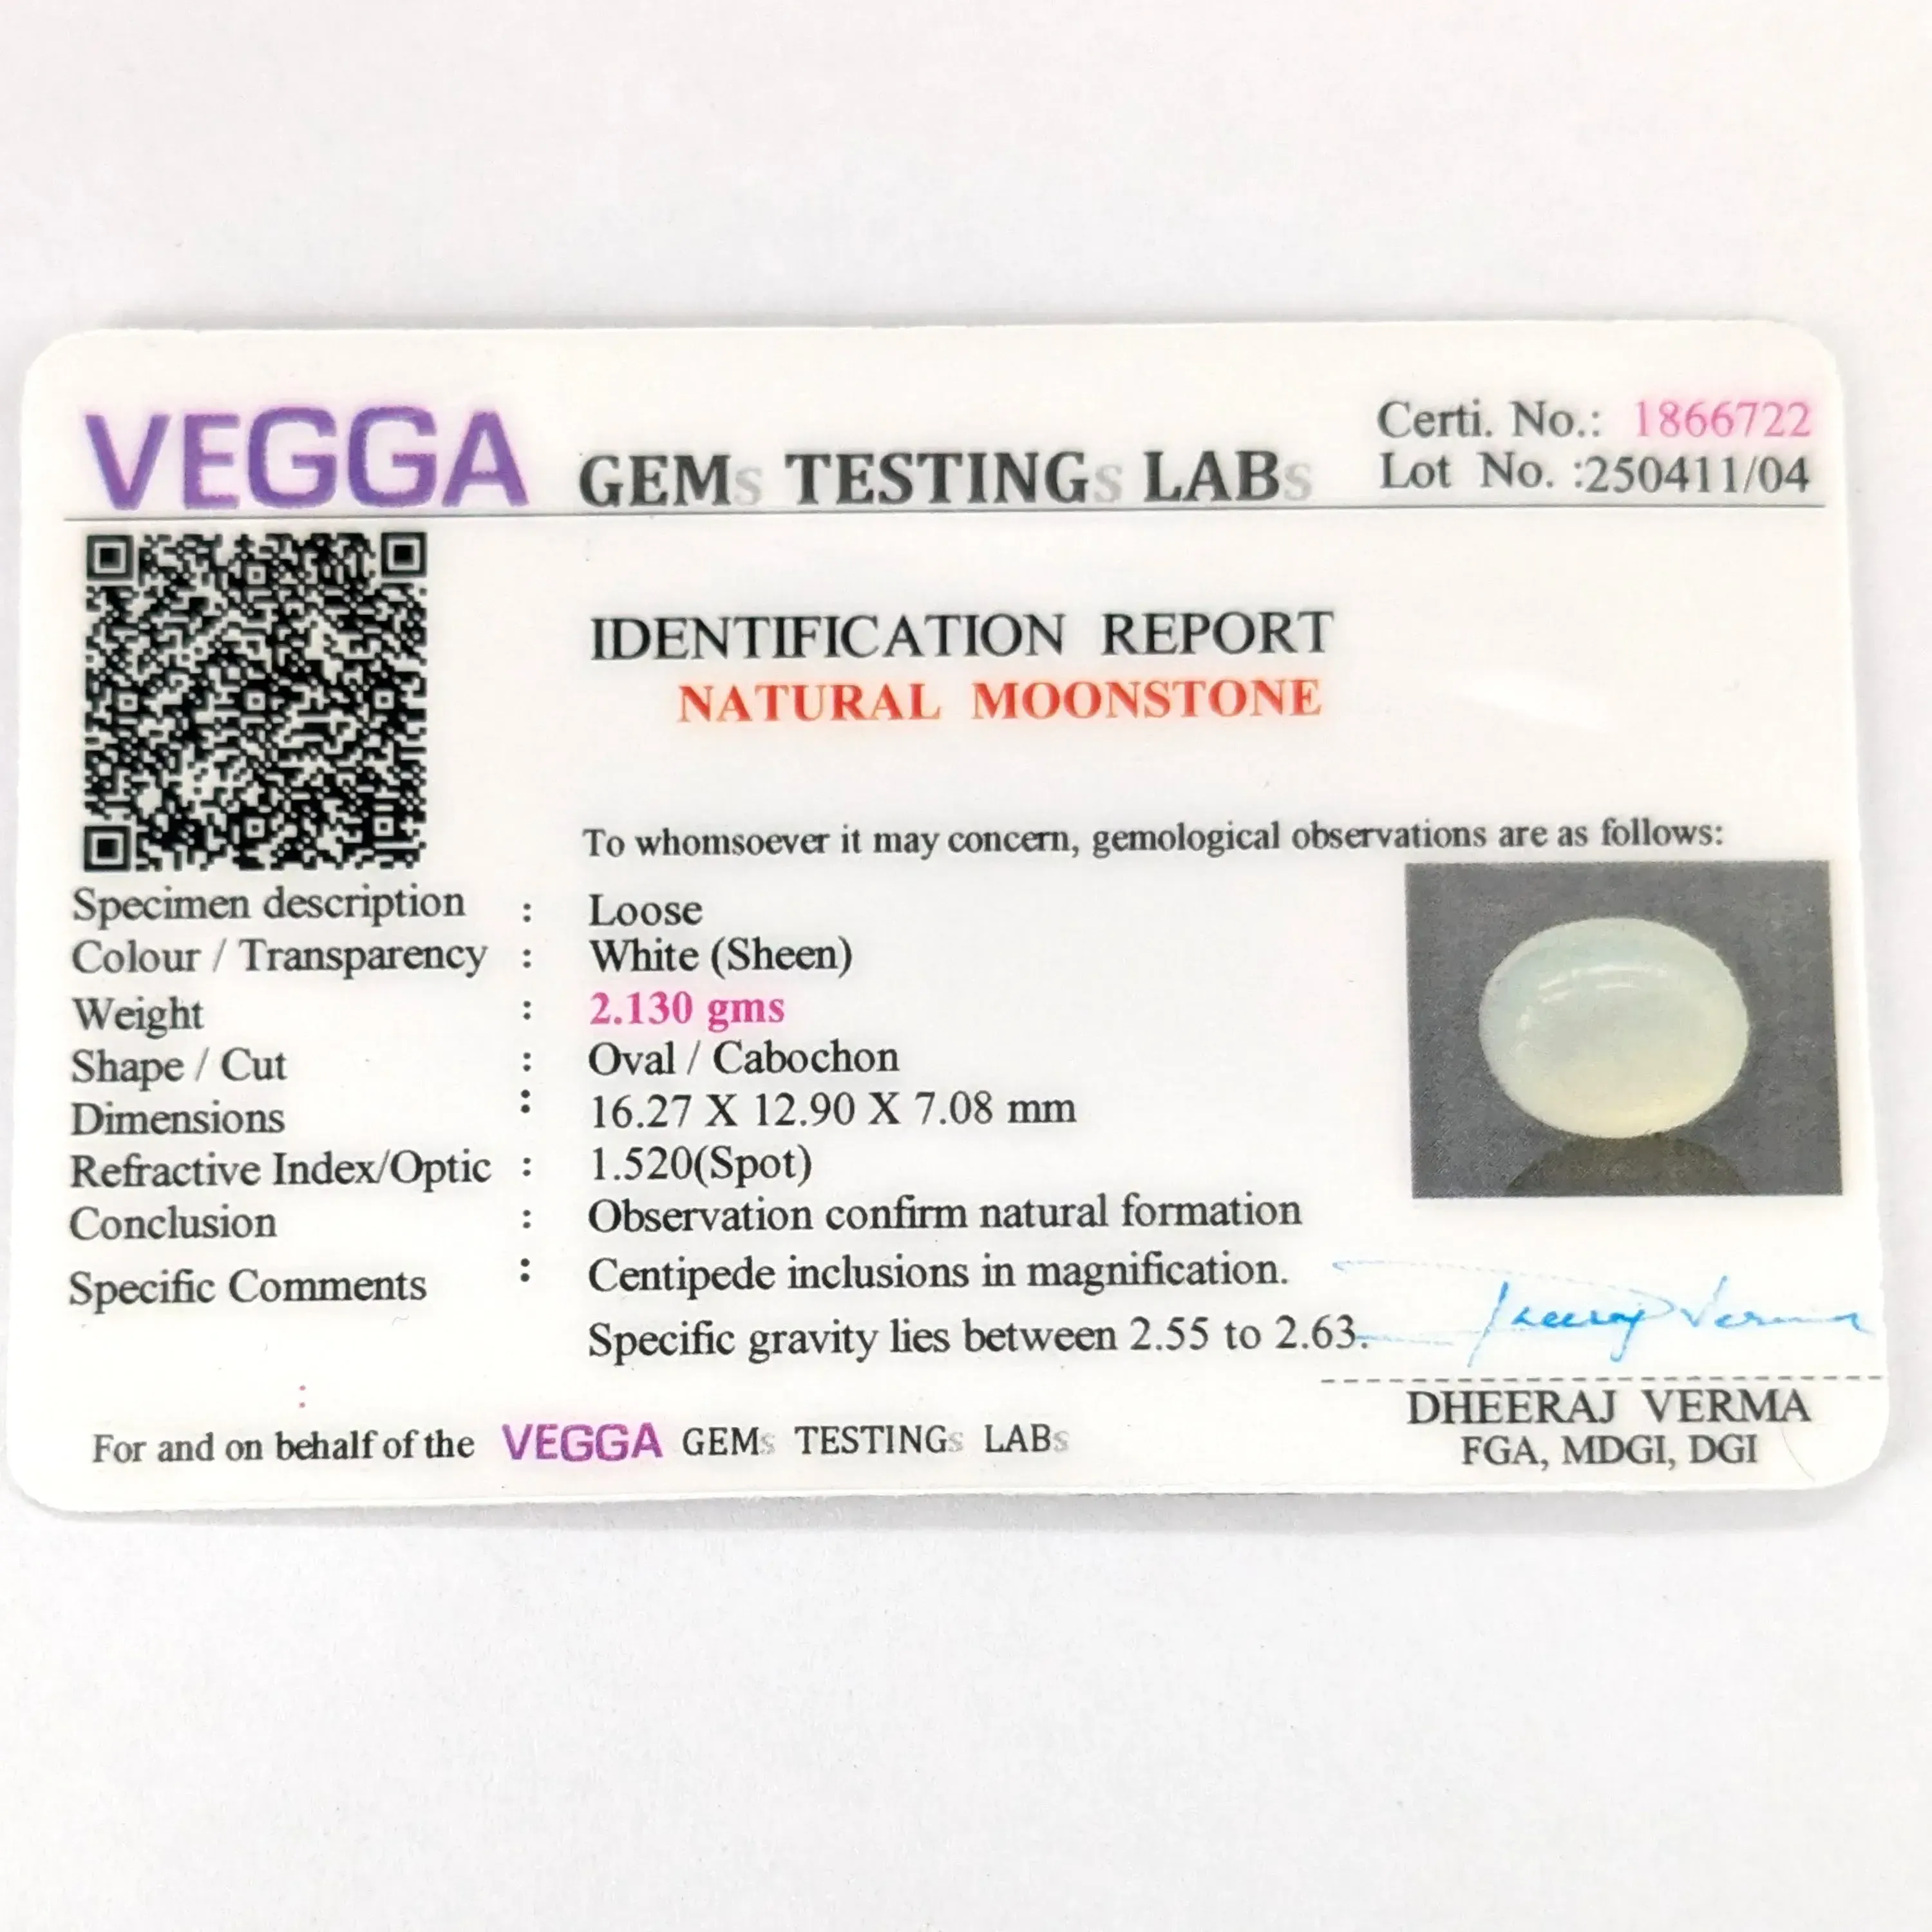 VEGGA GEMs TESTINGs LABs
Certi. No.: 1866722
Lot No. :250411/04
IDENTIFICATION REPORT
NATURAL MOONSTONE
To whomsoever it may concern, gemological observations are as follows:
Specimen description : Loose
Colour / Transparency : White (Sheen)
Weight : 2.130 gms
Shape / Cut : Oval / Cabochon
Dimensions : 16.27 X 12.90 X 7.08 mm
Refractive Index/Optic : 1.520(Spot)
Conclusion : Observation confirm natural formation
Specific Comments : Centipede inclusions in magnification.
Specific gravity lies between 2.55 to 2.63.
:
Dheeraj Verma
DHEERAJ VERMA
FGA, MDGI, DGI
For and on behalf of the VEGGA GEMs TESTINGs LABs